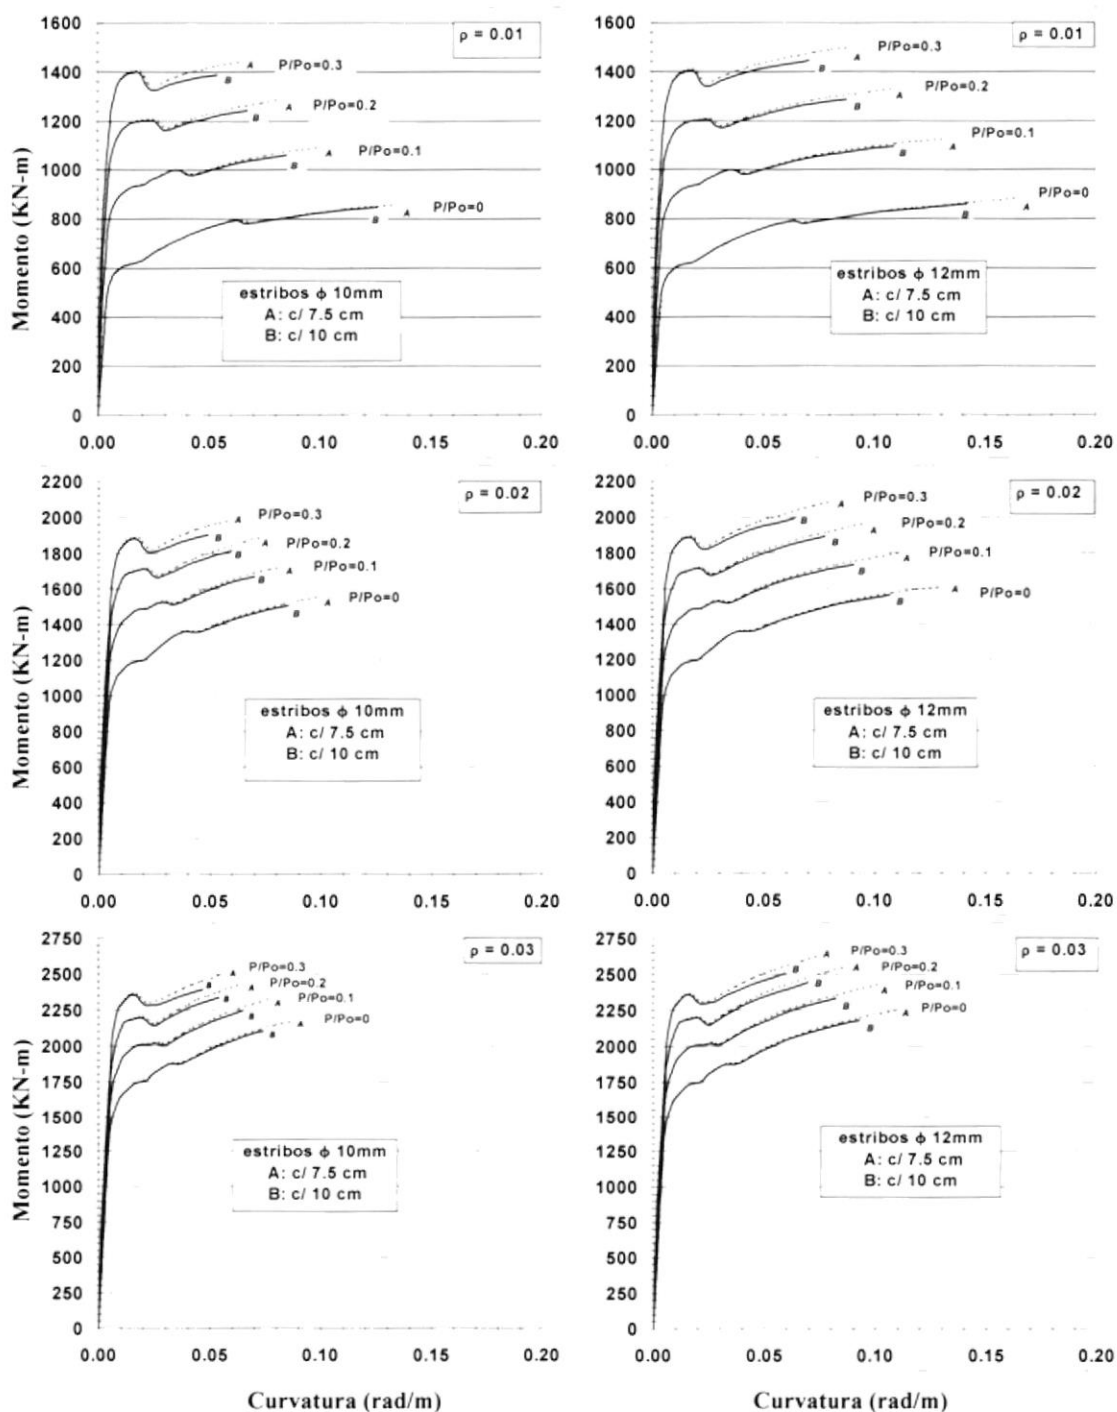 Momento (KN-m)
1600
1400
1200
1000
800
600
400
200
0
ρ = 0.01
P/Po=0.3
A
B
P/Po=0.2
A
B
P/Po=0.1
A
B
P/Po=0
A
B
estribos ϕ 10mm
A: c/ 7.5 cm
B: c/ 10 cm
0.00 0.05 0.10 0.15 0.20
1600
1400
1200
1000
800
600
400
200
0
ρ = 0.01
P/Po=0.3
A
B
P/Po=0.2
A
B
P/Po=0.1
A
B
P/Po=0
A
B
estribos ϕ 12mm
A: c/ 7.5 cm
B: c/ 10 cm
0.00 0.05 0.10 0.15 0.20
Momento (KN-m)
2200
2000
1800
1600
1400
1200
1000
800
600
400
200
0
ρ = 0.02
P/Po=0.3
A
B
P/Po=0.2
A
B
P/Po=0.1
A
B
P/Po=0
A
B
estribos ϕ 10mm
A: c/ 7.5 cm
B: c/ 10 cm
0.00 0.05 0.10 0.15 0.20
2200
2000
1800
1600
1400
1200
1000
800
600
400
200
0
ρ = 0.02
P/Po=0.3
A
B
P/Po=0.2
A
B
P/Po=0.1
A
B
P/Po=0
A
B
estribos ϕ 12mm
A: c/ 7.5 cm
B: c/ 10 cm
0.00 0.05 0.10 0.15 0.20
Momento (KN-m)
2750
2500
2250
2000
1750
1500
1250
1000
750
500
250
0
ρ = 0.03
P/Po=0.3
A
B
P/Po=0.2
A
B
P/Po=0.1
A
B
P/Po=0
A
B
estribos ϕ 10mm
A: c/ 7.5 cm
B: c/ 10 cm
0.00 0.05 0.10 0.15 0.20
Curvatura (rad/m)
2750
2500
2250
2000
1750
1500
1250
1000
750
500
250
0
ρ = 0.03
P/Po=0.3
A
B
P/Po=0.2
A
B
P/Po=0.1
A
B
P/Po=0
A
B
estribos ϕ 12mm
A: c/ 7.5 cm
B: c/ 10 cm
0.00 0.05 0.10 0.15 0.20
Curvatura (rad/m)